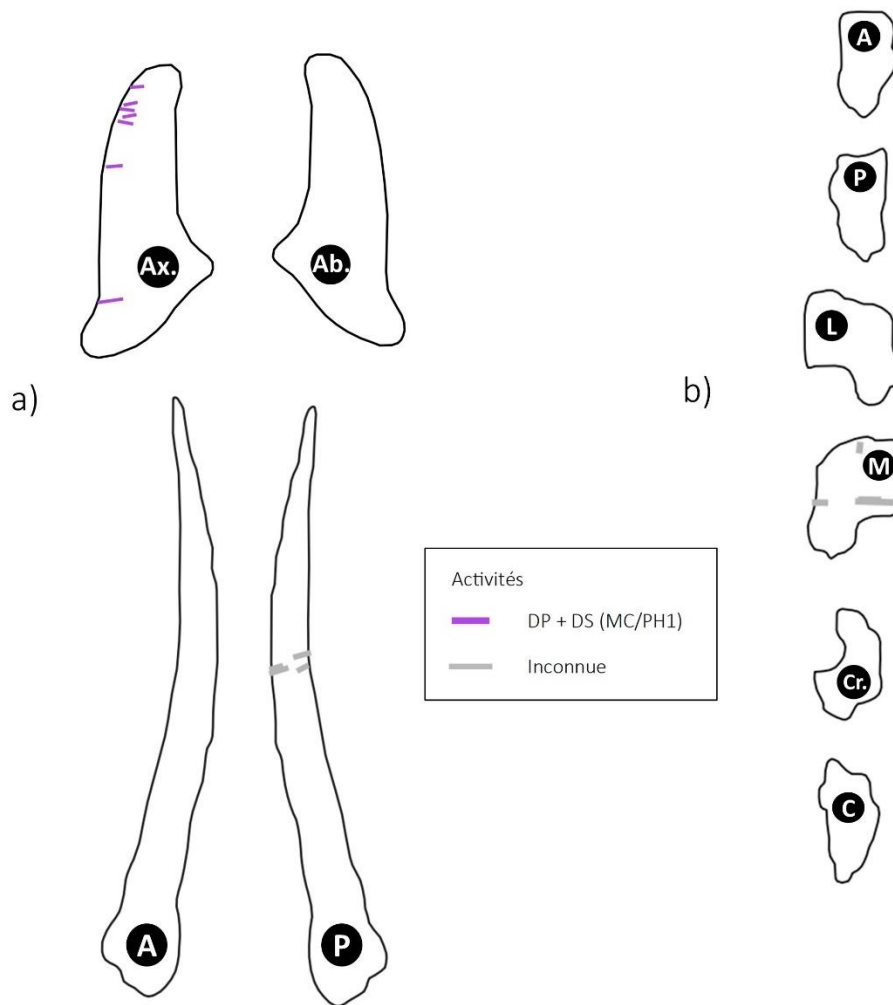 Ax.
Ab.
a)
A
P
Activités
DP + DS (MC/PH1)
Inconnue
b)
A
P
L
M
Cr.
C